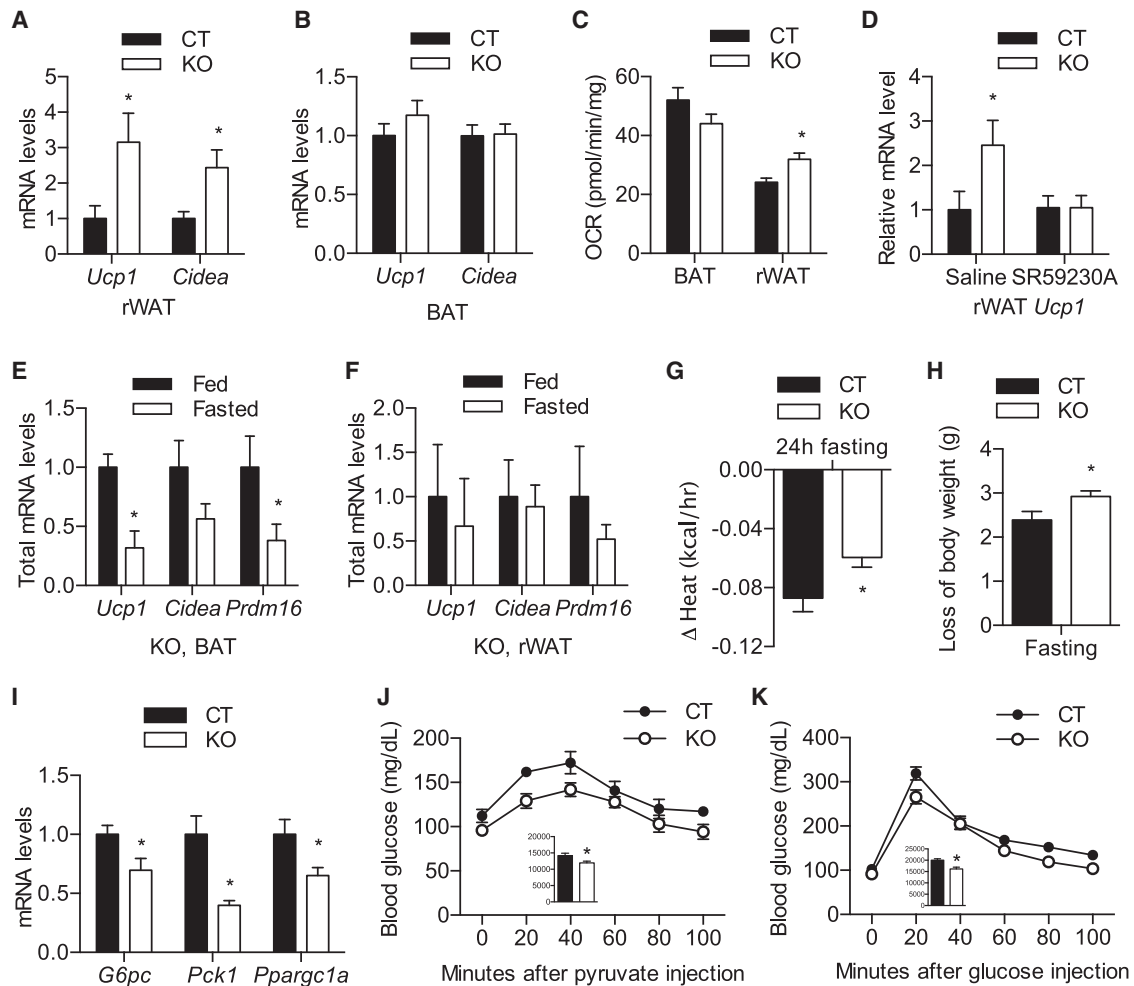 A
CT
KO
mRNA levels
5
4
3
2
1
0
*
*
Ucp1 Cidea
rWAT
B
CT
KO
mRNA levels
1.5
1.0
0.5
0.0
Ucp1 Cidea
BAT
C
CT
KO
OCR (pmol/min/mg)
60
40
20
0
*
BAT rWAT
D
CT
KO
Relative mRNA level
4
3
2
1
0
*
Saline SR59230A
rWAT Ucp1
E
Fed
Fasted
Total mRNA levels
1.5
1.0
0.5
0.0
*
*
Ucp1 Cidea Prdm16
KO, BAT
F
Fed
Fasted
Total mRNA levels
2.0
1.5
1.0
0.5
0.0
Ucp1 Cidea Prdm16
KO, rWAT
G
CT
KO
24h fasting
Δ Heat (kcal/hr)
0.00
-0.04
-0.08
-0.12
*
H
CT
KO
Loss of body weight (g)
4
3
2
1
0
*
Fasting
I
CT
KO
mRNA levels
1.5
1.0
0.5
0.0
*
*
*
G6pc Pck1 Ppargc1a
J
CT
KO
Blood glucose (mg/dL)
200
150
100
50
0
20000
15000
10000
5000
0
*
0 20 40 60 80 100
Minutes after pyruvate injection
K
CT
KO
Blood glucose (mg/dL)
400
300
200
100
0
25000
20000
15000
10000
5000
0
*
0 20 40 60 80 100
Minutes after glucose injection